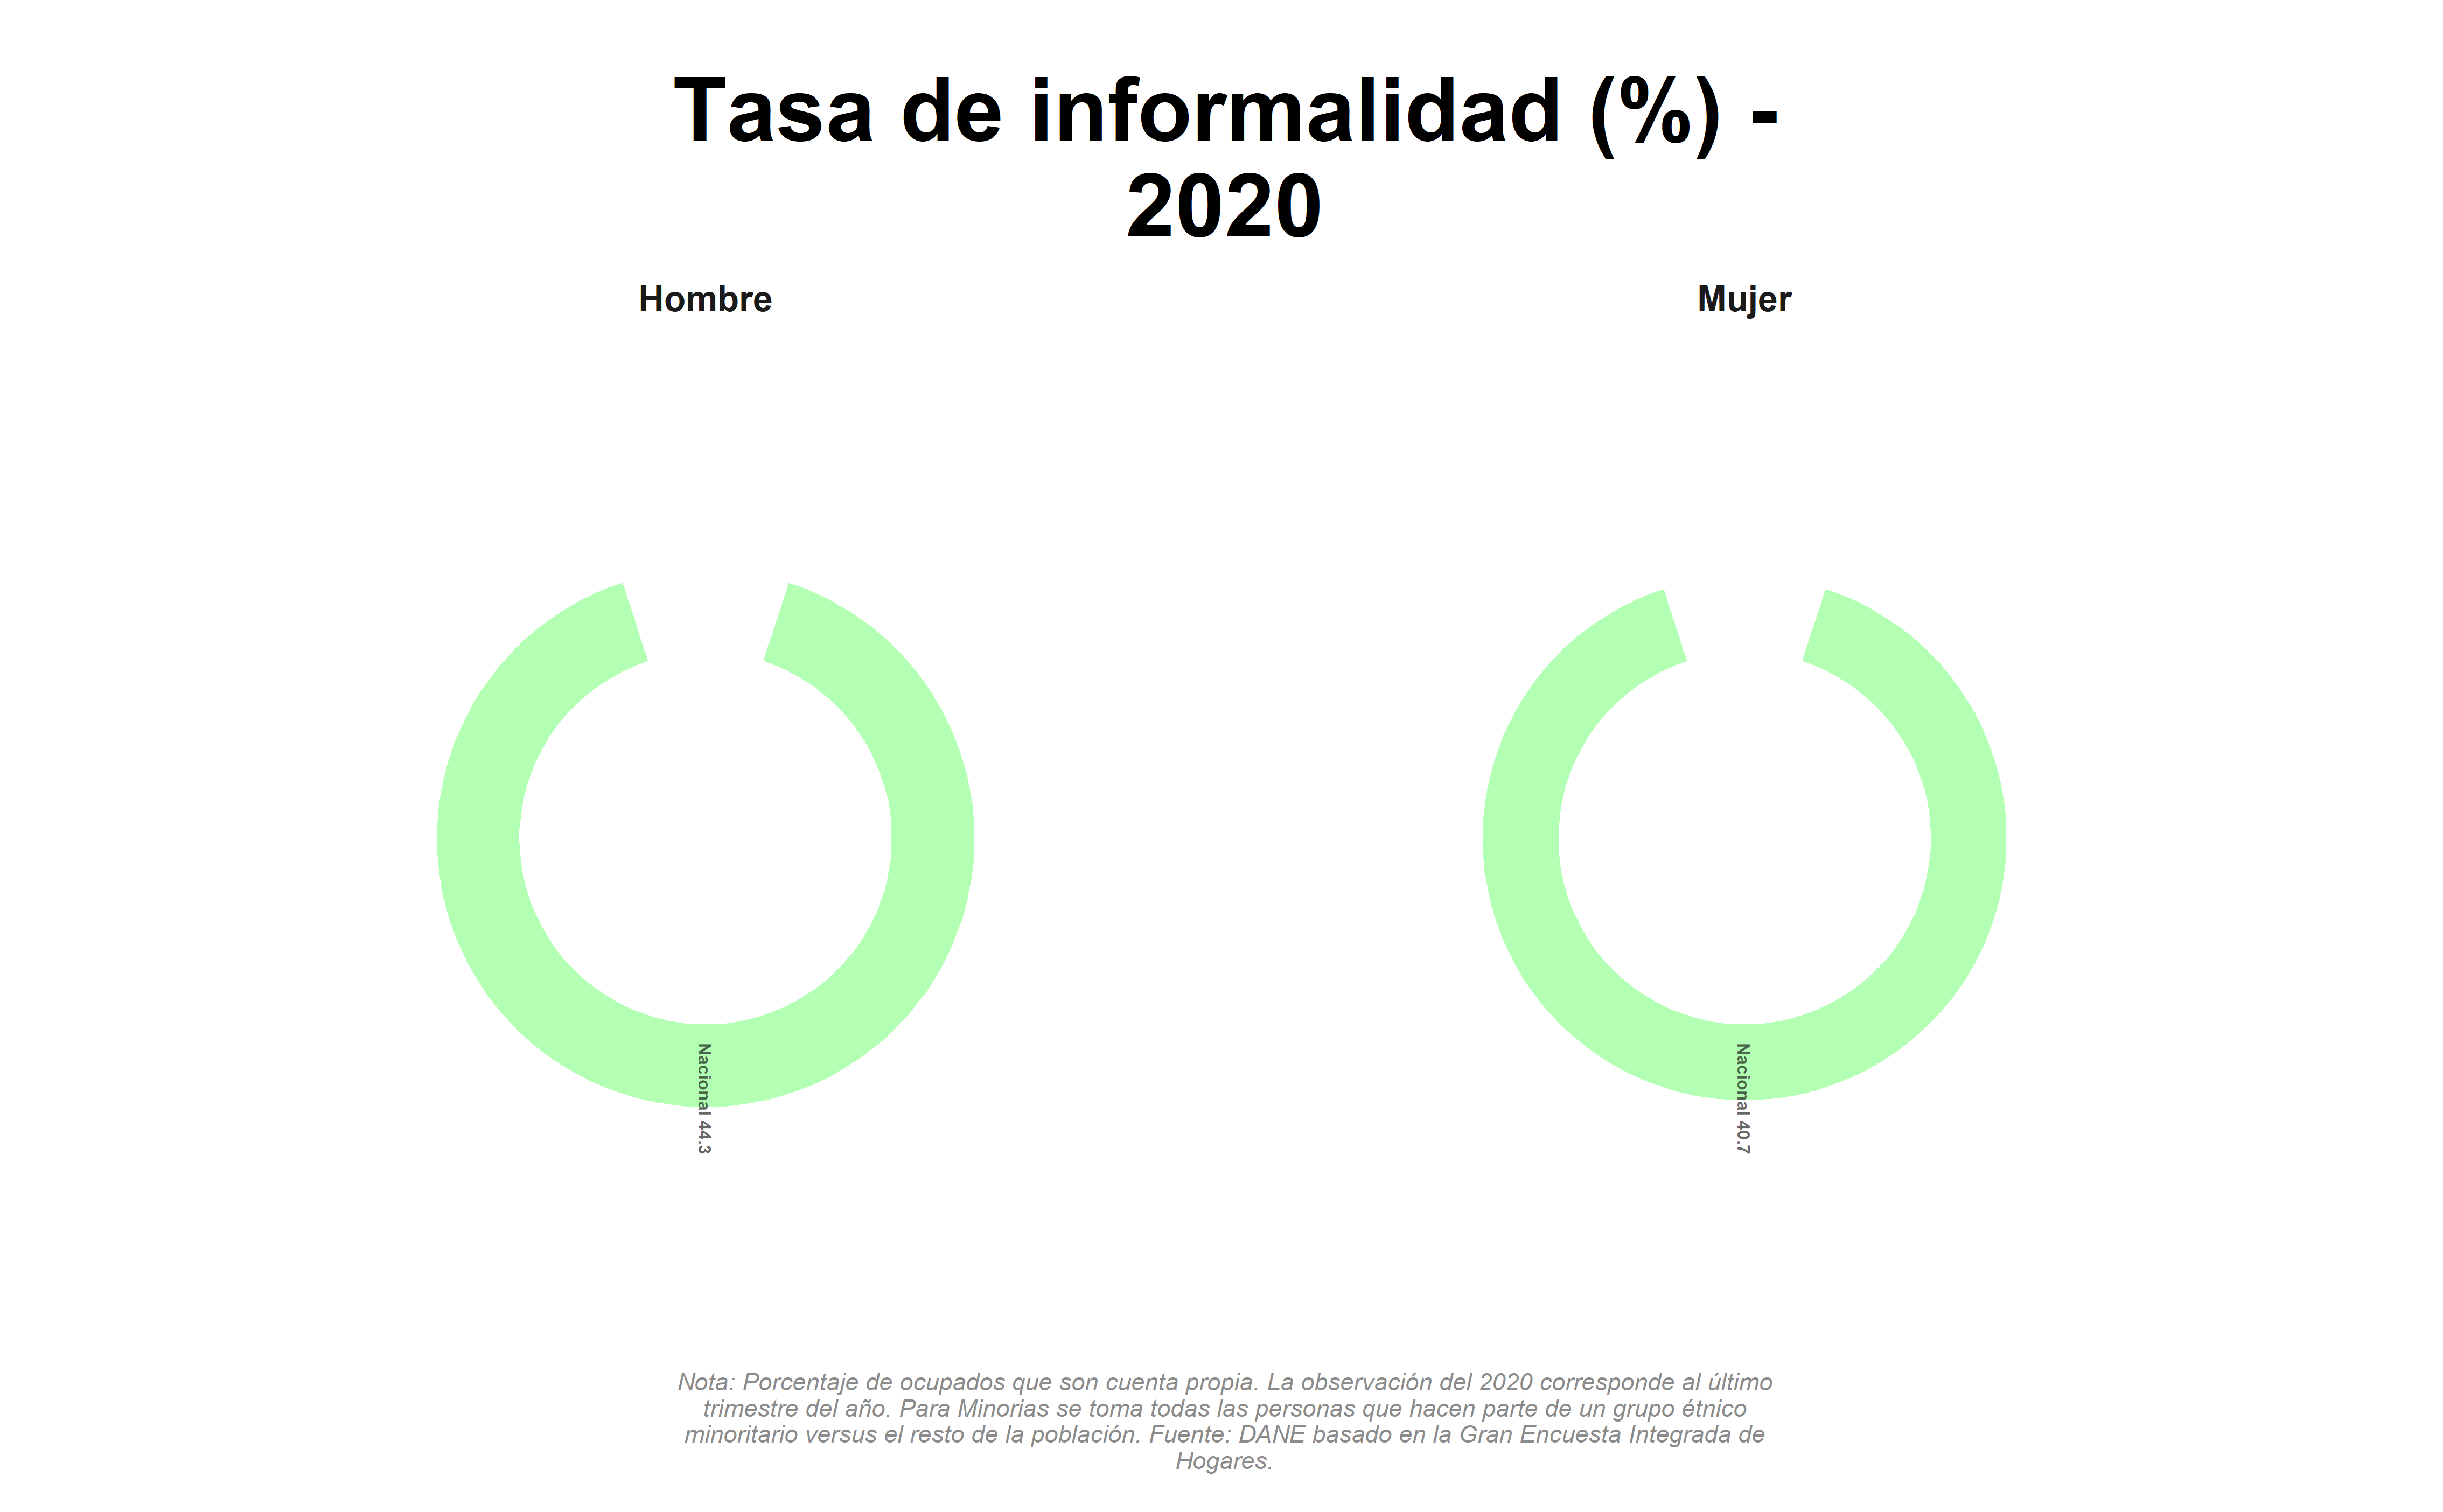 Tasa de informalidad (%) -
2020
Hombre
Mujer
Nacional 44.3
Nacional 40.7
Nota: Porcentaje de ocupados que son cuenta propia. La observación del 2020 corresponde al último
trimestre del año. Para Minorias se toma todas las personas que hacen parte de un grupo étnico
minoritario versus el resto de la población. Fuente: DANE basado en la Gran Encuesta Integrada de
Hogares.